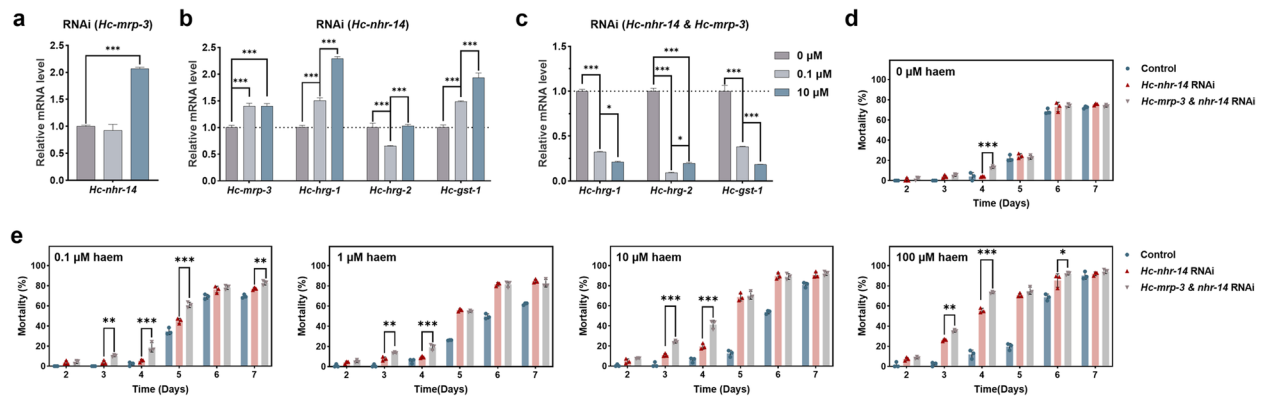 a
RNAi (Hc-mrp-3)
Relative mRNA level
2.5
2.0
1.5
1.0
0.5
***
Hc-nhr-14
b
RNAi (Hc-nhr-14)
Relative mRNA level
2.5
2.0
1.5
1.0
0.5
0.0
***
***
***
***
***
***
***
***
Hc-mrp-3
Hc-hrg-1
Hc-hrg-2
Hc-gst-1
c
RNAi (Hc-nhr-14 & Hc-mrp-3)
Relative mRNA level
1.5
1.0
0.5
0.0
***
*
***
***
*
***
***
Hc-hrg-1
Hc-hrg-2
Hc-gst-1
0 μM
0.1 μM
10 μM
d
0 μM haem
Mortality (%)
100
80
60
40
20
0
***
2 3 4 5 6 7
Time (Days)
Control
Hc-nhr-14 RNAi
Hc-mrp-3 & nhr-14 RNAi
e
0.1 μM haem
Mortality (%)
100
80
60
40
20
0
**
***
***
**
2 3 4 5 6 7
Time (Days)
1 μM haem
Mortality (%)
100
80
60
40
20
0
**
***
2 3 4 5 6 7
Time(Days)
10 μM haem
Mortality (%)
100
80
60
40
20
0
***
***
2 3 4 5 6 7
Time(Days)
100 μM haem
Mortality (%)
100
80
60
40
20
0
**
***
*
2 3 4 5 6 7
Time(Days)
Control
Hc-nhr-14 RNAi
Hc-mrp-3 & nhr-14 RNAi